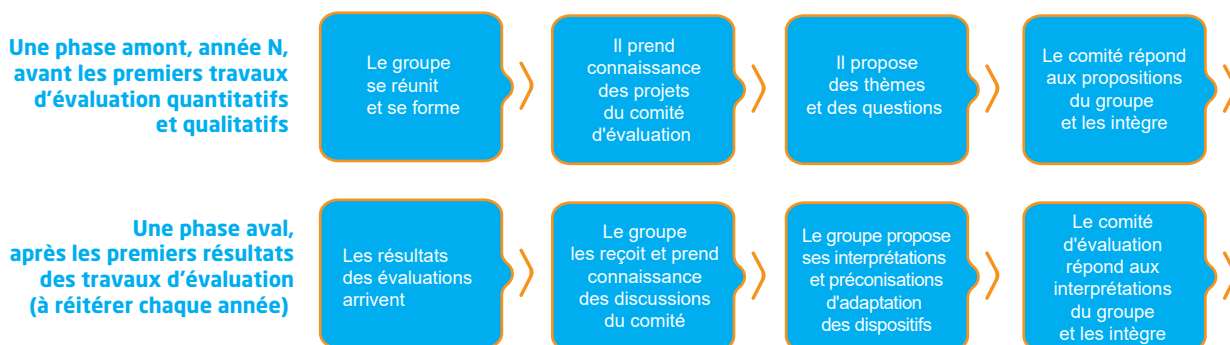 Une phase amont, année N,
avant les premiers travaux
d'évaluation quantitatifs
et qualitatifs
Le groupe
se réunit
et se forme
Il prend
connaissance
des projets
du comité
d'évaluation
Il propose
des thèmes
et des questions
Le comité répond
aux propositions
du groupe
et les intègre
Une phase aval,
après les premiers résultats
des travaux d'évaluation
(à réitérer chaque année)
Les résultats
des évaluations
arrivent
Le groupe
les reçoit et prend
connaissance
des discussions
du comité
Le groupe propose
ses interprétations
et préconisations
d'adaptation
des dispositifs
Le comité
d'évaluation
répond aux
interprétations
du groupe
et les intègre